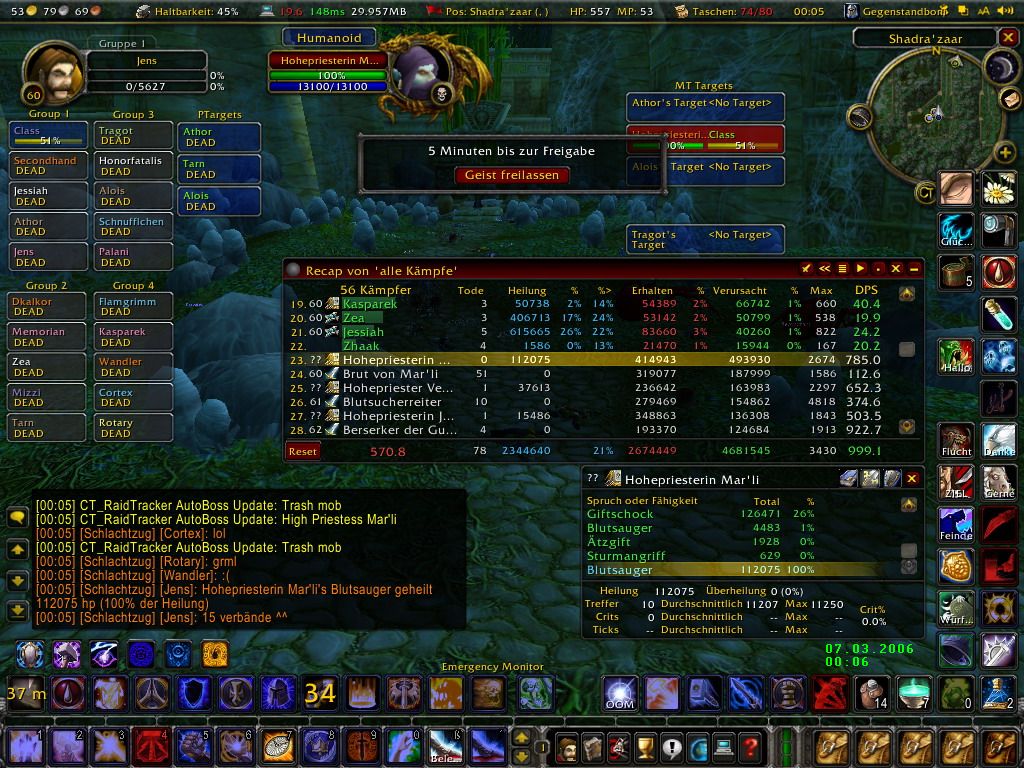 53 79 69 Haltbarkeit: 45% 19.6 148ms 29.957MB Pos: Shadra'zaar (, ) HP: 557 MP: 53 Taschen: 74/80 00:05
Humanoid
Shadra'zaar
N
Gruppe 1
Jens
0%
0/5627 0%
60
Hohepriesterin M...
100%
13100/13100
MT Targets
Athor's Target <No Target>
Hohepriesteri... Class
100% 51%
Alois Target <No Target>
Tragot's Target <No Target>
5 Minuten bis zur Freigabe
Geist freilassen
Group 1 Group 3 PTargets
Class 51%
Tragot DEAD
Athor DEAD
Secondhand DEAD
Honorfatalis DEAD
Tarn DEAD
Jessiah DEAD
Alois DEAD
Alois DEAD
Athor DEAD
Schnufflchen DEAD
Jens DEAD
Palani DEAD
Group 2 Group 4
Dkalkor DEAD
Flamgrimm DEAD
Memorian DEAD
Kasparek DEAD
Zea DEAD
Wandler DEAD
Mizzi DEAD
Cortex DEAD
Tarn DEAD
Rotary DEAD
Recap von 'alle Kämpfe'
56 Kämpfer Tode Heilung % %> Erhalten % Verursacht % Max DPS
19. 60 Kasparek 3 50738 2% 14% 54389 2% 66742 1% 660 40.4
20. 60 Zea 3 406713 17% 24% 53142 2% 50799 1% 538 19.9
21. 60 Jessiah 5 615665 26% 22% 83660 3% 40260 1% 822 24.2
22. Zhaak 4 1586 0% 13% 21470 1% 15944 0% 167 20.2
23. ?? Hohepriesterin ... 0 112075 414943 493930 2674 785.0
24. 60 Brut von Mar'li 51 0 319077 187999 1586 112.6
25. ?? Hohepriester Ve... 1 37613 236642 163983 2297 652.3
26. 61 Blutsucherreiter 10 0 279469 154862 4818 374.6
27. ?? Hohepriesterin J... 1 15486 348863 136308 1843 503.5
28. 62 Berserker der Gu... 4 0 193370 124684 1913 922.7
Reset 570.8 78 2344640 21% 2674449 4681545 3430 999.1
?? Hohepriesterin Mar'li
Spruch oder Fähigkeit Total %
Giftschock 126471 26%
Blutsauger 4483 1%
Ätzgift 1928 0%
Sturmangriff 629 0%
Blutsauger 112075 100%
Heilung 112075 Überheilung 0 (0%)
Treffer 10 Durchschnittlich 11207 Max 11250
Crits 0 Durchschnittlich -- Max --
Ticks -- Durchschnittlich -- Max --
Crit% 0.0%
[00:05] CT_RaidTracker AutoBoss Update: Trash mob
[00:05] CT_RaidTracker AutoBoss Update: High Priestess Mar'li
[00:05] [Schlachtzug] [Cortex]: lol
[00:05] CT_RaidTracker AutoBoss Update: Trash mob
[00:05] [Schlachtzug] [Rotary]: grml
[00:05] [Schlachtzug] [Wandler]: :(
[00:05] [Schlachtzug] [Jens]: Hohepriesterin Mar'li's Blutsauger geheilt
112075 hp (100% der Heilung)
[00:05] [Schlachtzug] [Jens]: 15 verbände ^^
07.03.2006
00:06
Emergency Monitor
CT
5
Hallo
Flucht
ZIEL
Gerne
Feinde
37 m
34
OOM
14
7
0
2